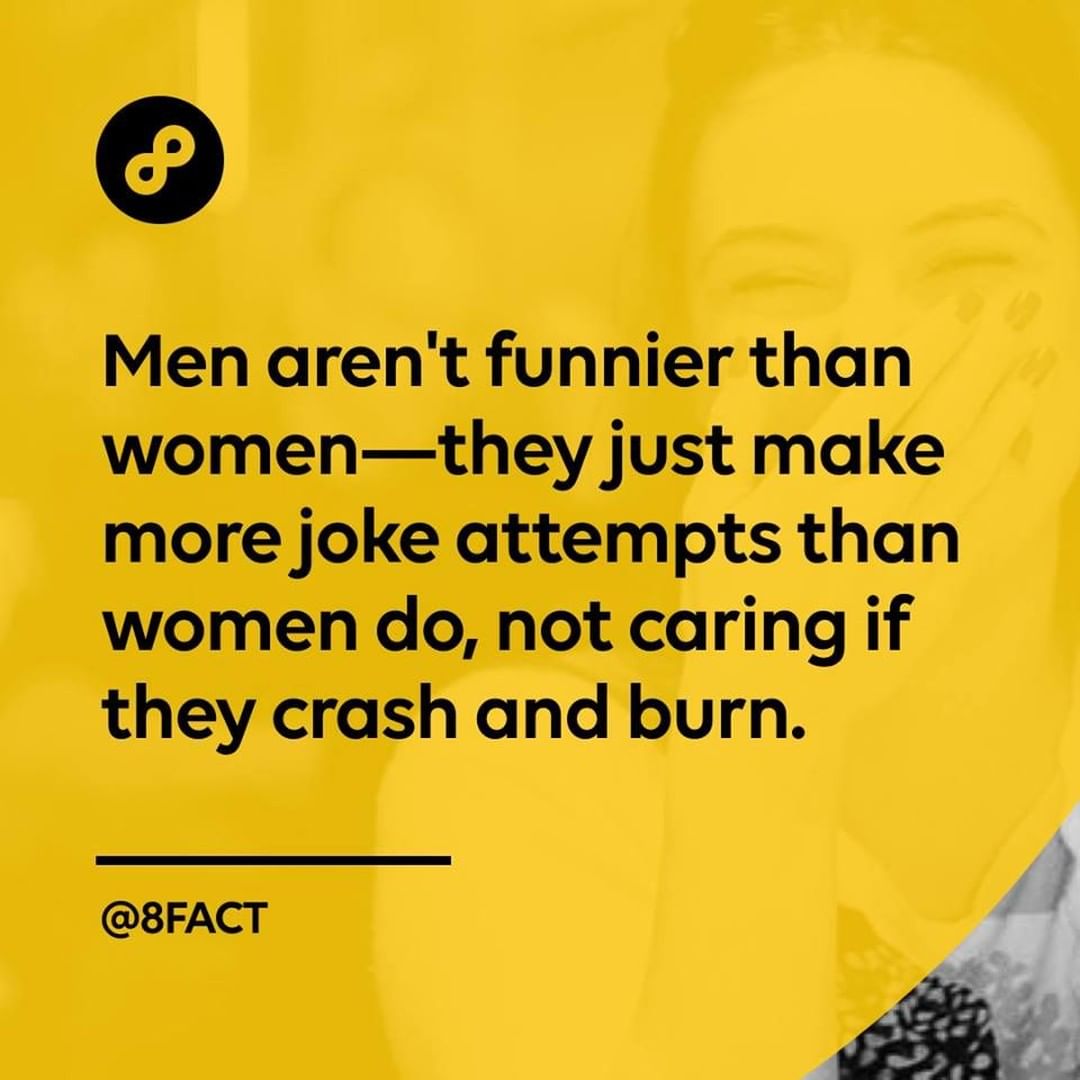 Men aren't funnier than
women—they just make
more joke attempts than
women do, not caring if
they crash and burn.
@8FACT